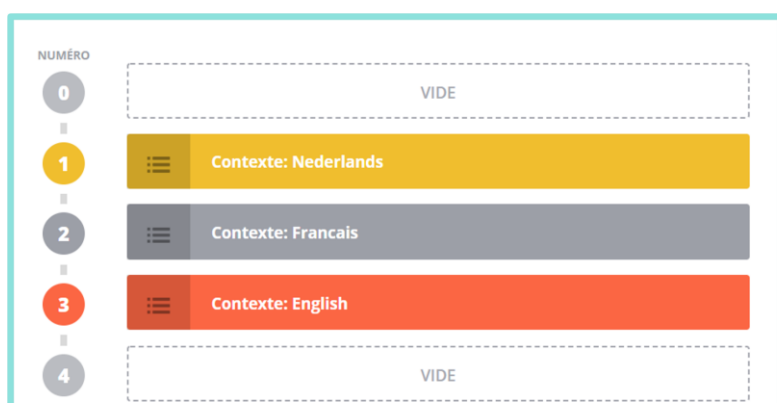 NUMÉRO
0
VIDE
1
Contexte: Nederlands
2
Contexte: Francais
3
Contexte: English
4
VIDE